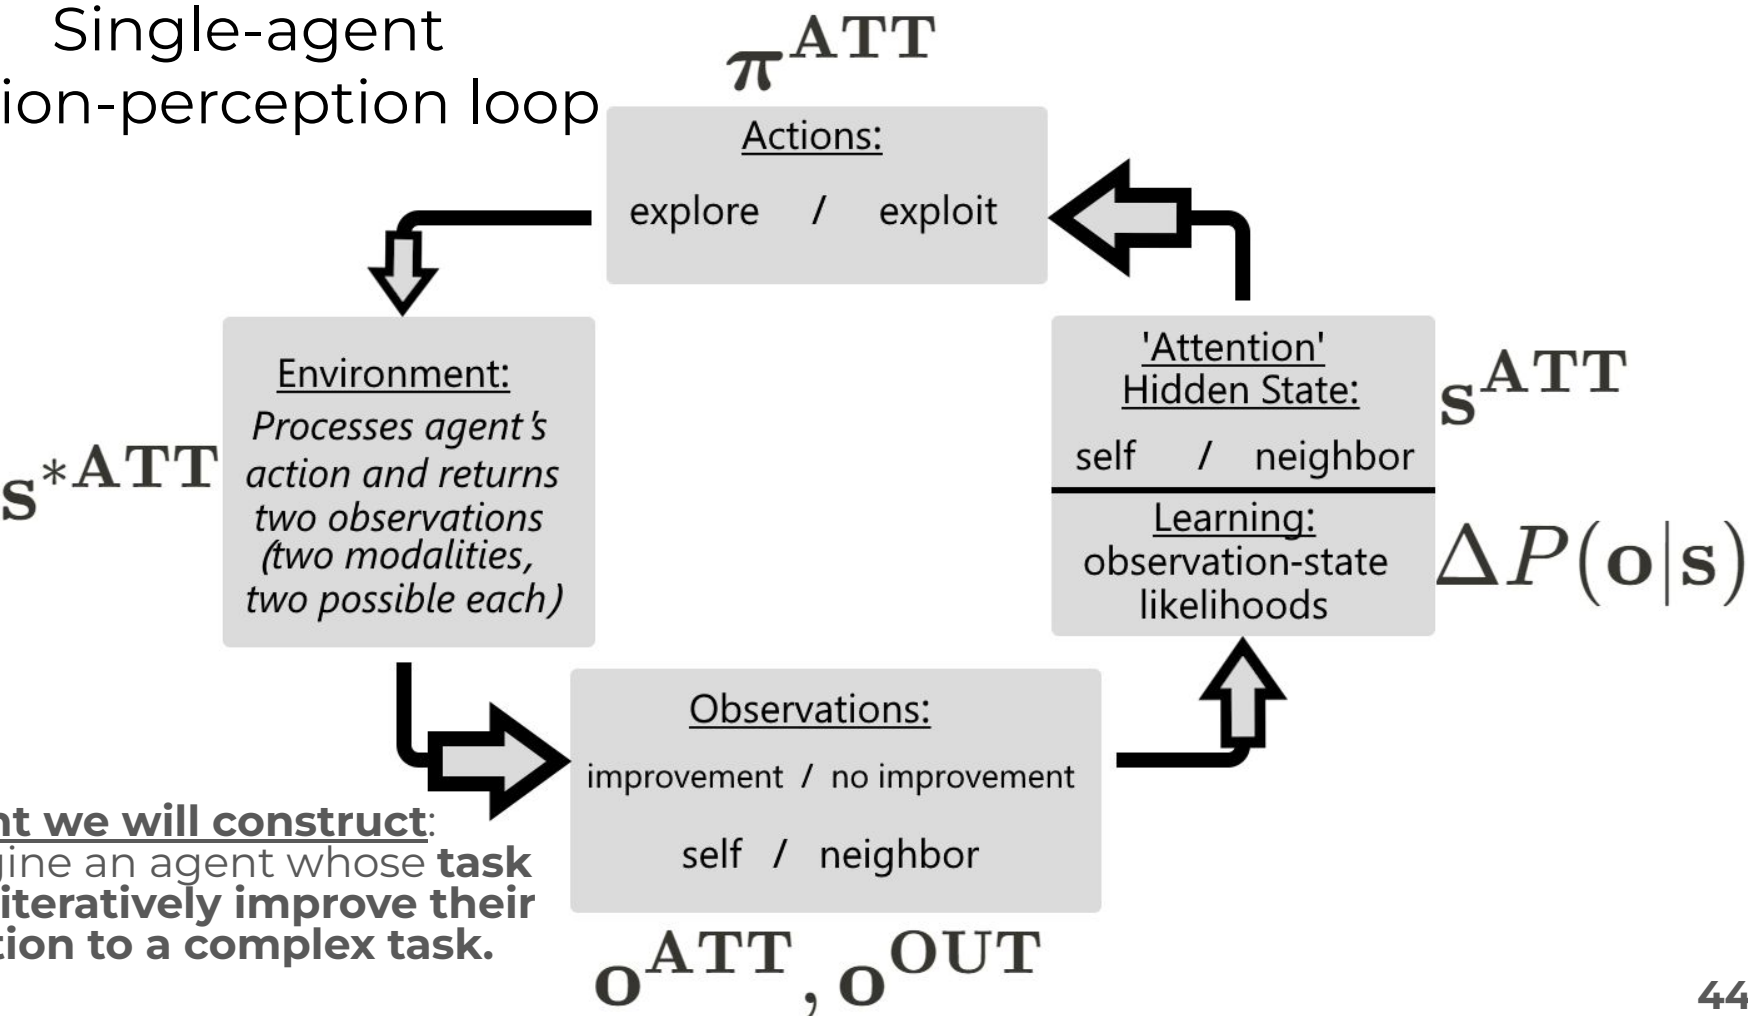 Single-agent
ion-perception loop
π^ATT
Actions:
explore / exploit
Environment:
Processes agent's
action and returns
two observations
(two modalities,
two possible each)
s*ATT
'Attention'
Hidden State:
self / neighbor
s^ATT
Learning:
observation-state
likelihoods
ΔP(o|s)
Observations:
improvement / no improvement
self / neighbor
o^ATT, o^OUT
nt we will construct:
gine an agent whose task
iteratively improve their
tion to a complex task.
44